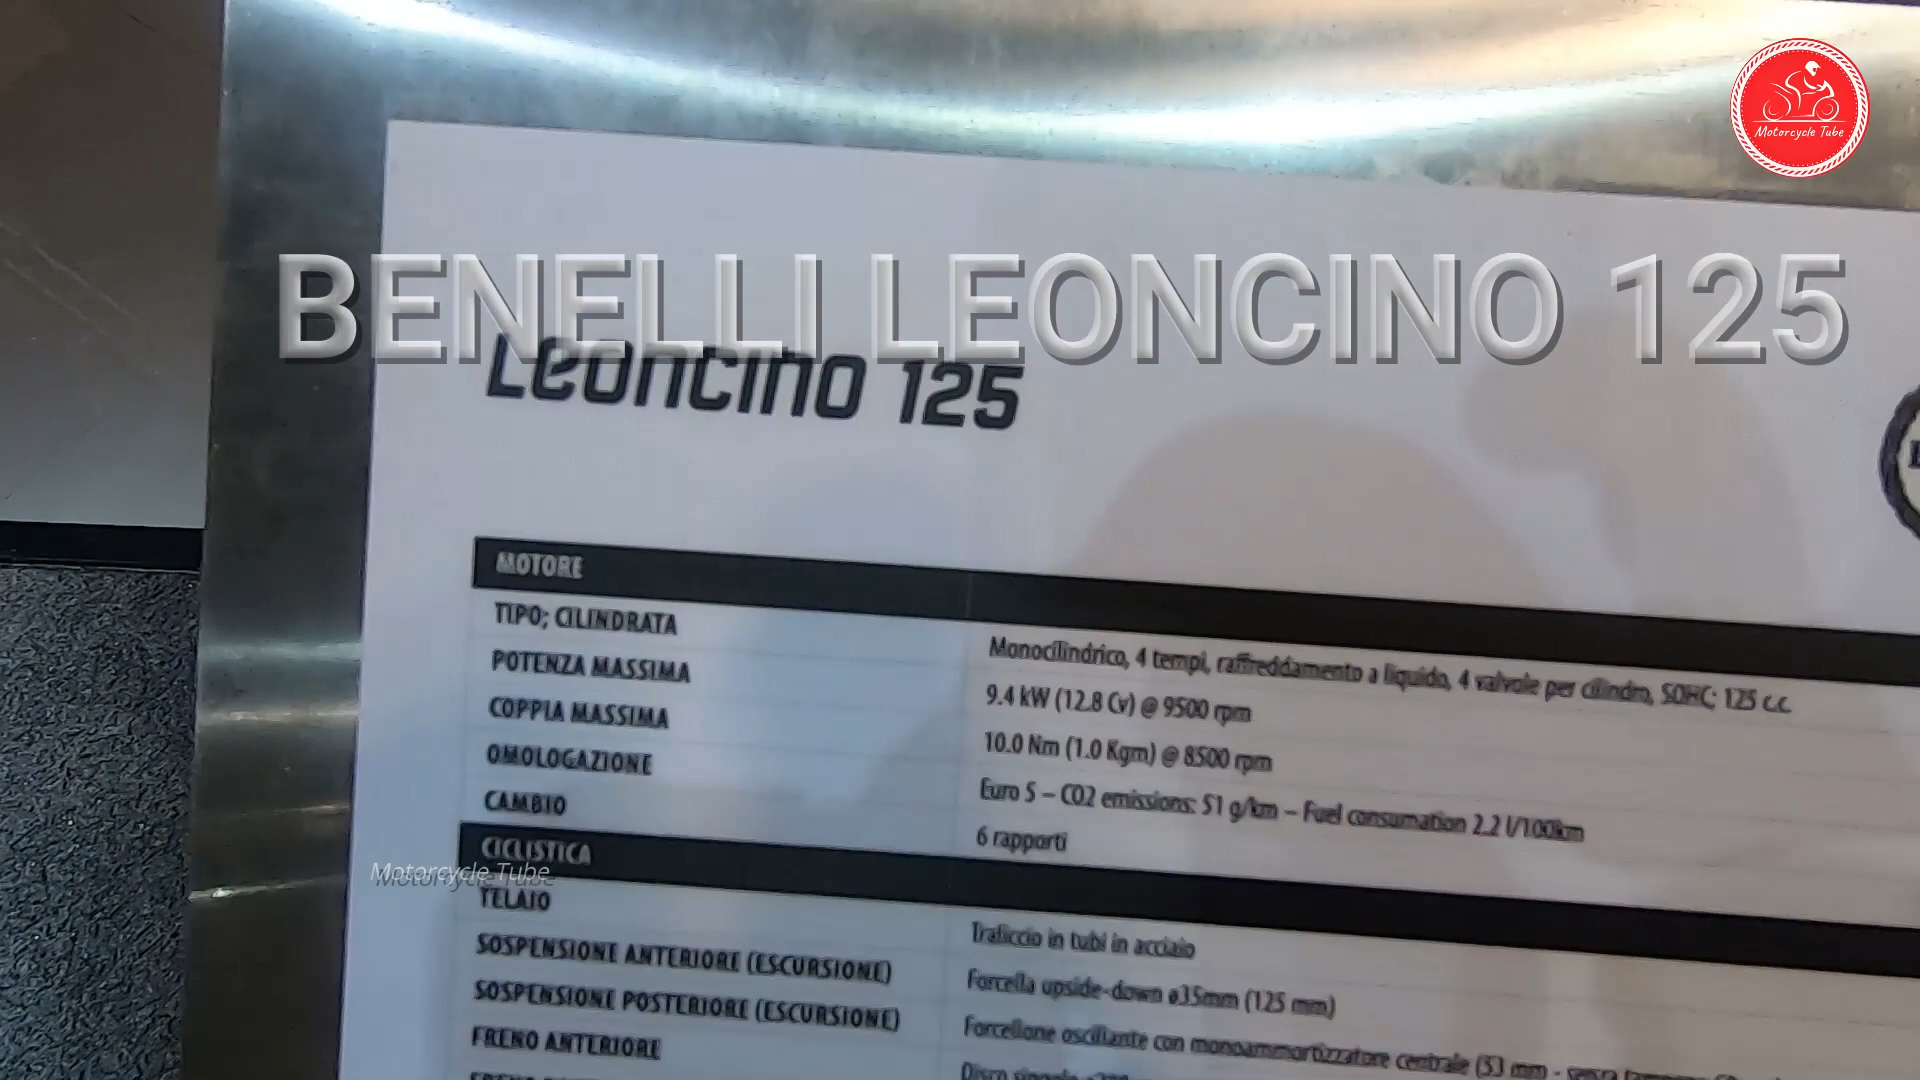 Motorcycle Tube
BENELLI LEONCINO 125
Leoncino 125
MOTORE
TIPO; CILINDRATA
Monocilindrico, 4 tempi, raffreddamento a liquido, 4 valvole per cilindro, SOHC; 125 c.c.
POTENZA MASSIMA
9.4 kW (12.8 Cv) @ 9500 rpm
COPPIA MASSIMA
10.0 Nm (1.0 Kgm) @ 8500 rpm
OMOLOGAZIONE
Euro 5 – CO2 emissions: 51 g/km – Fuel consumation 2.2 l/100km
CAMBIO
6 rapporti
CICLISTICA
Motorcycle Tube
TELAIO
Traliccio in tubi in acciaio
SOSPENSIONE ANTERIORE (ESCURSIONE)
Forcella upside-down ø35mm (125 mm)
SOSPENSIONE POSTERIORE (ESCURSIONE)
Forcellone oscillante con monoammortizzatore centrale (53 mm - senza
FRENO ANTERIORE
Disco singolo